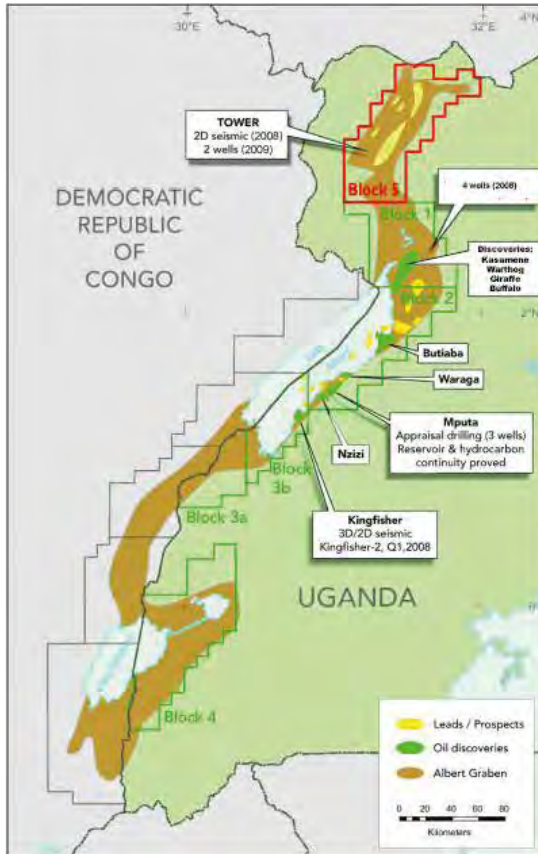 30°E
32°E
4°N
TOWER
2D seismic (2008)
2 wells (2009)
Block 5
DEMOCRATIC
REPUBLIC
OF
CONGO
4 wells (2008)
Block 1
Discoveries:
Kasamene
Warthog
Giraffe
Buffalo
Block 2
2°N
Butiaba
Waraga
Mputa
Appraisal drilling (3 wells)
Reservoir & hydrocarbon
continuity proved
Nzizi
Block
3b
Block 3a
Kingfisher
3D/2D seismic
Kingfisher-2, Q1,2008
UGANDA
Block 4
Leads / Prospects
Oil discoveries
Albert Graben
0 20 40 60 80
Kilometers